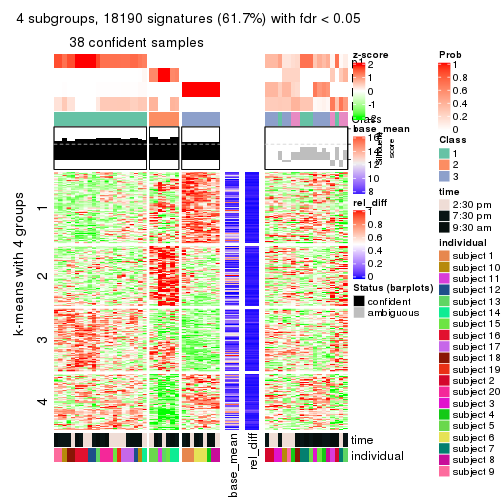 4 subgroups, 18190 signatures (61.7%) with fdr < 0.05
38 confident samples
k-means with 4 groups
1
2
3
4
Class
Silhouette
score
time
individual
base_mean
rel_diff
z-score
2
1
0
-1
-2
base_mean
16
14
12
10
8
rel_diff
1
0.8
0.6
0.4
0.2
0
Status (barplots)
confident
ambiguous
Prob
1
0.8
0.6
0.4
0.2
0
Class
1
2
3
time
2:30 pm
7:30 pm
9:30 am
individual
subject 1
subject 10
subject 11
subject 12
subject 13
subject 14
subject 15
subject 16
subject 17
subject 18
subject 19
subject 2
subject 20
subject 3
subject 4
subject 5
subject 6
subject 7
subject 8
subject 9